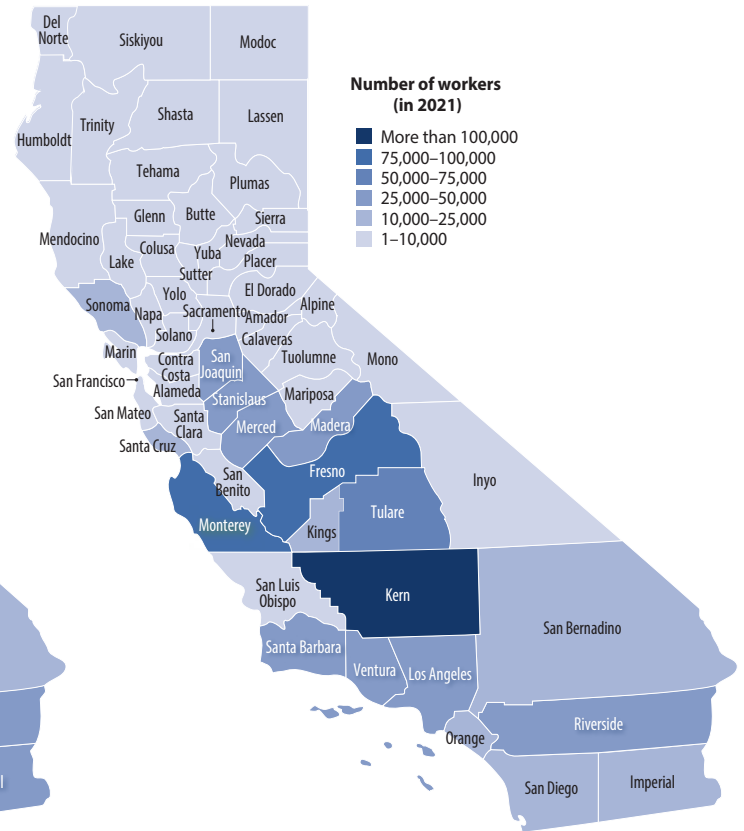 Del
Norte
Siskiyou
Modoc
Number of workers
(in 2021)
More than 100,000
75,000–100,000
50,000–75,000
25,000–50,000
10,000–25,000
1–10,000
Humboldt
Trinity
Shasta
Lassen
Tehama
Plumas
Mendocino
Glenn
Butte
Sierra
Lake
Colusa
Yuba
Nevada
Placer
Sutter
Sonoma
Napa
Yolo
El Dorado
Sacramento
Amador
Alpine
Solano
Calaveras
Marin
Contra
Costa
San
Joaquin
Tuolumne
Mono
San Francisco
Alameda
Stanislaus
Mariposa
San Mateo
Santa
Clara
Merced
Madera
Santa Cruz
San
Benito
Fresno
Inyo
Monterey
Kings
Tulare
San Luis
Obispo
Kern
San Bernadino
Santa Barbara
Ventura
Los Angeles
Orange
Riverside
San Diego
Imperial
l